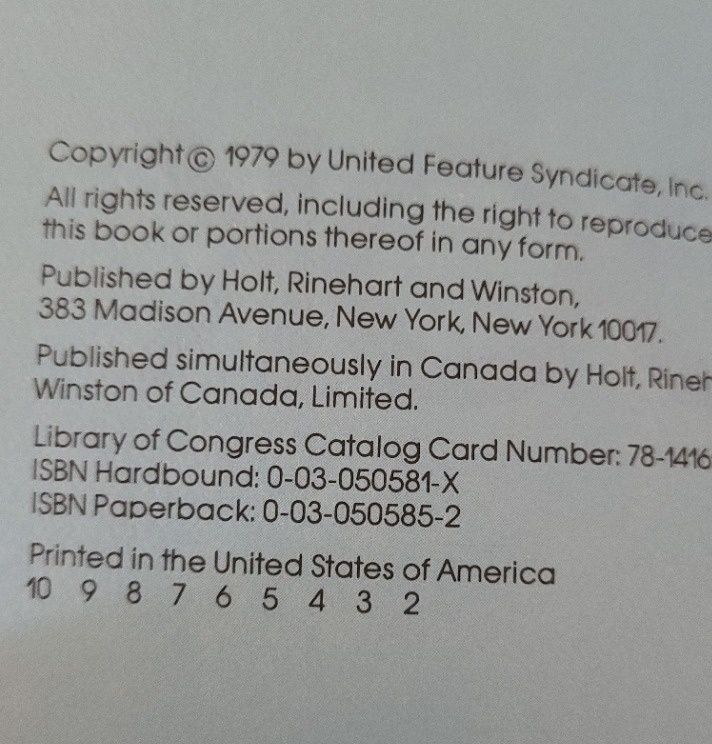 Copyright © 1979 by United Feature Syndicate, Inc.
All rights reserved, including the right to reproduce
this book or portions thereof in any form.
Published by Holt, Rinehart and Winston,
383 Madison Avenue, New York, New York 10017.
Published simultaneously in Canada by Holt, Rineh
Winston of Canada, Limited.
Library of Congress Catalog Card Number: 78-1416
ISBN Hardbound: 0-03-050581-X
ISBN Paperback: 0-03-050585-2
Printed in the United States of America
10 9 8 7 6 5 4 3 2